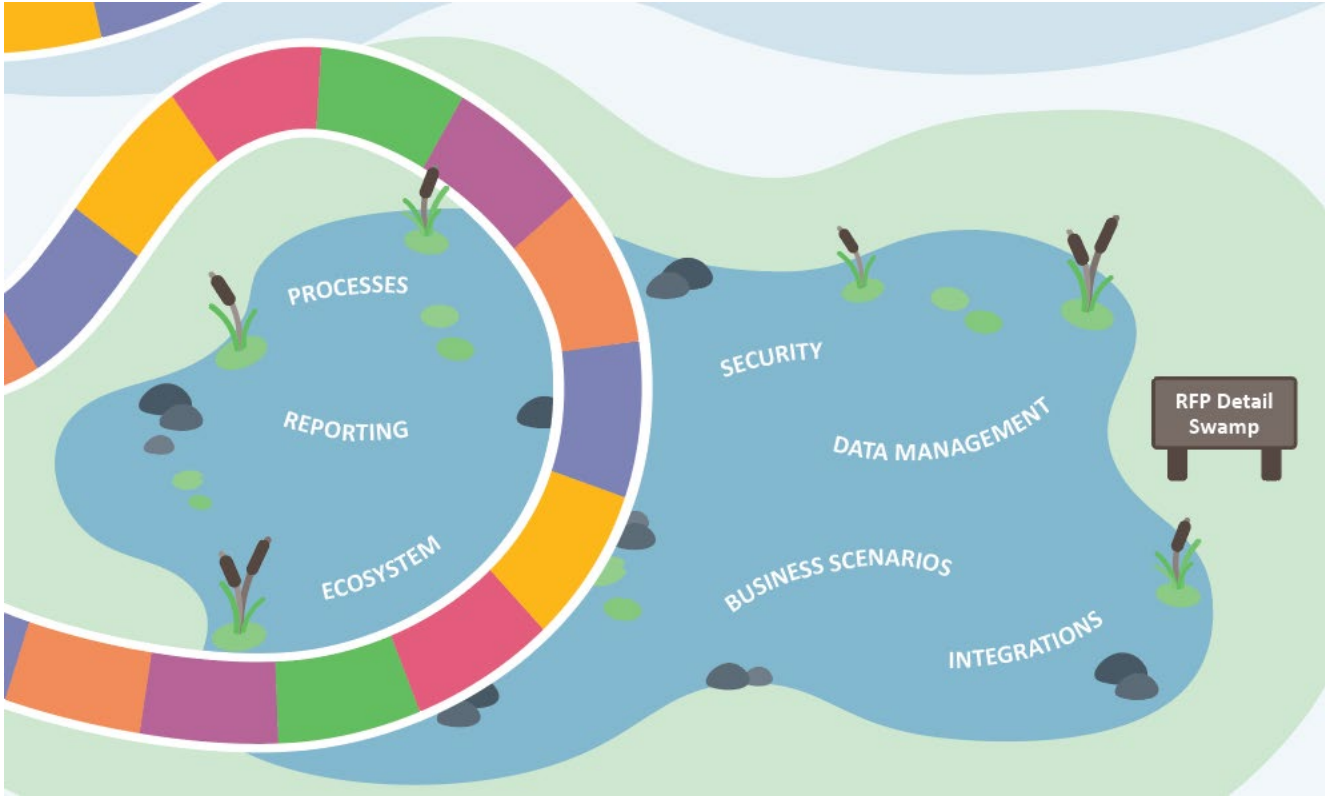 PROCESSES
REPORTING
ECOSYSTEM
SECURITY
DATA MANAGEMENT
BUSINESS SCENARIOS
INTEGRATIONS
RFP Detail
Swamp